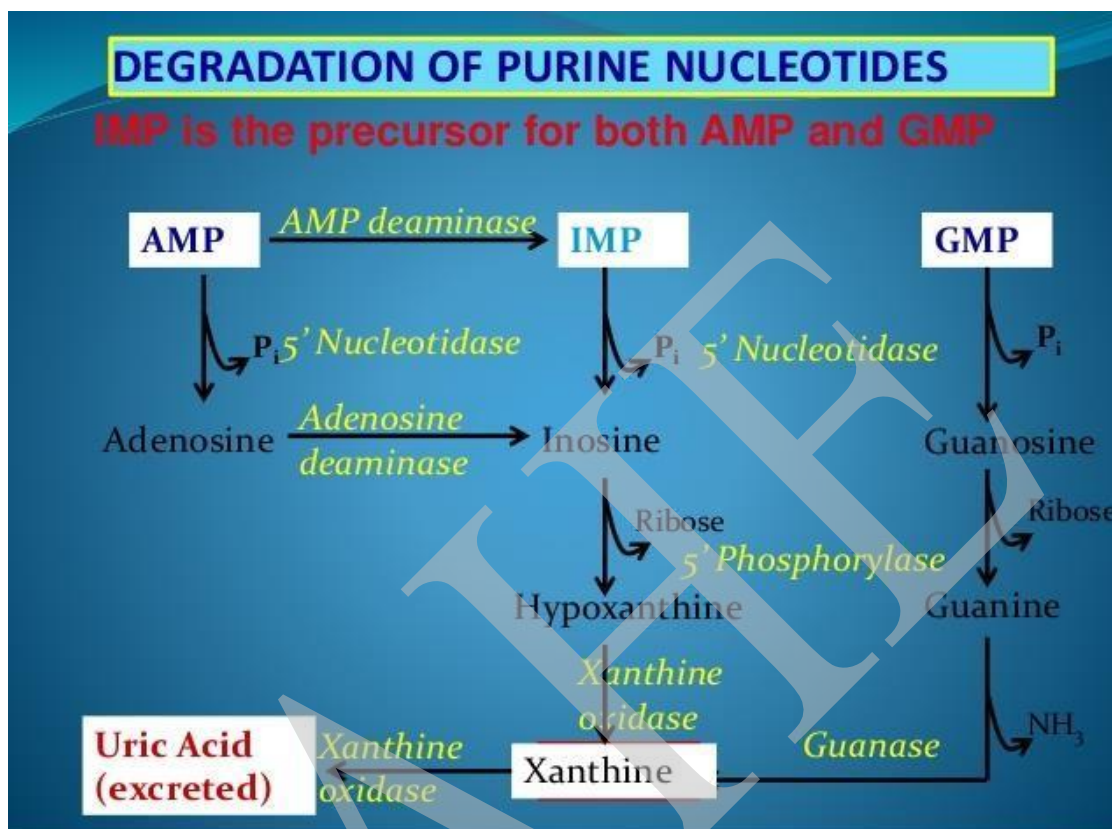 DEGRADATION OF PURINE NUCLEOTIDES
IMP is the precursor for both AMP and GMP
AMP
AMP deaminase
IMP
GMP
Pi
5’ Nucleotidase
Pi
5’ Nucleotidase
Pi
Adenosine
Adenosine
deaminase
Inosine
Guanosine
Ribose
5’ Phosphorylase
Ribose
Hypoxanthine
Guanine
Xanthine
oxidase
Uric Acid
(excreted)
Xanthine
oxidase
Xanthine
Guanase
NH3